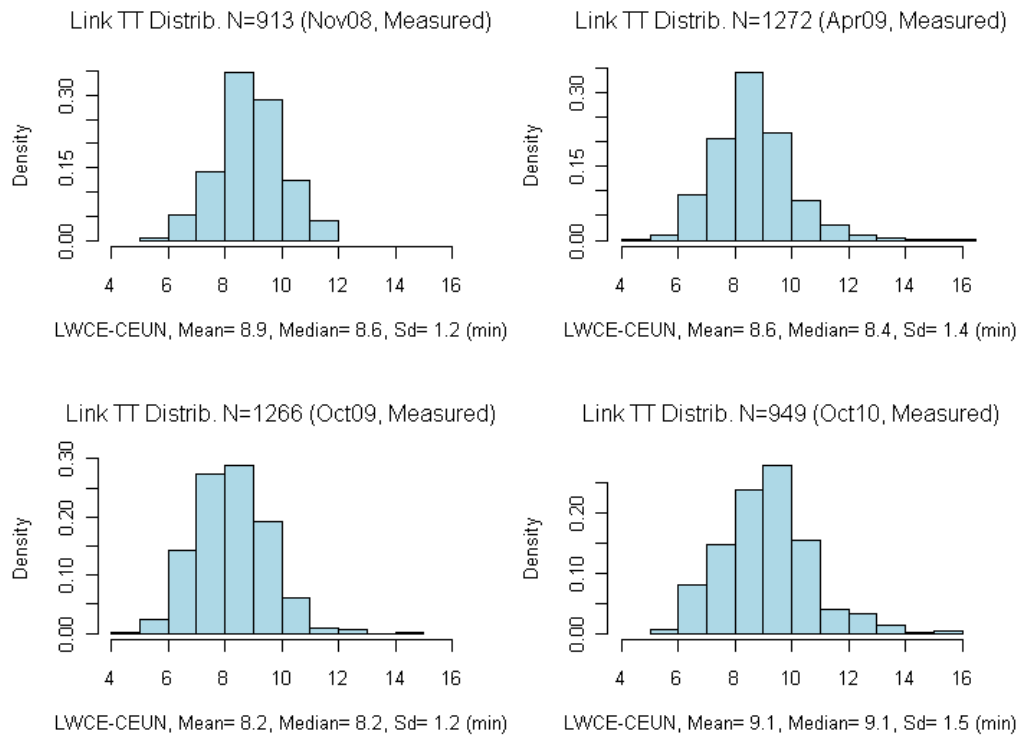 Link TT Distrib. N=913 (Nov08, Measured)
Density
0.00 0.15 0.30
4 6 8 10 12 14 16
LWCE-CEUN, Mean= 8.9, Median= 8.6, Sd= 1.2 (min)
Link TT Distrib. N=1272 (Apr09, Measured)
Density
0.00 0.15 0.30
4 6 8 10 12 14 16
LWCE-CEUN, Mean= 8.6, Median= 8.4, Sd= 1.4 (min)
Link TT Distrib. N=1266 (Oct09, Measured)
Density
0.00 0.10 0.20 0.30
4 6 8 10 12 14 16
LWCE-CEUN, Mean= 8.2, Median= 8.2, Sd= 1.2 (min)
Link TT Distrib. N=949 (Oct10, Measured)
Density
0.00 0.10 0.20
4 6 8 10 12 14 16
LWCE-CEUN, Mean= 9.1, Median= 9.1, Sd= 1.5 (min)